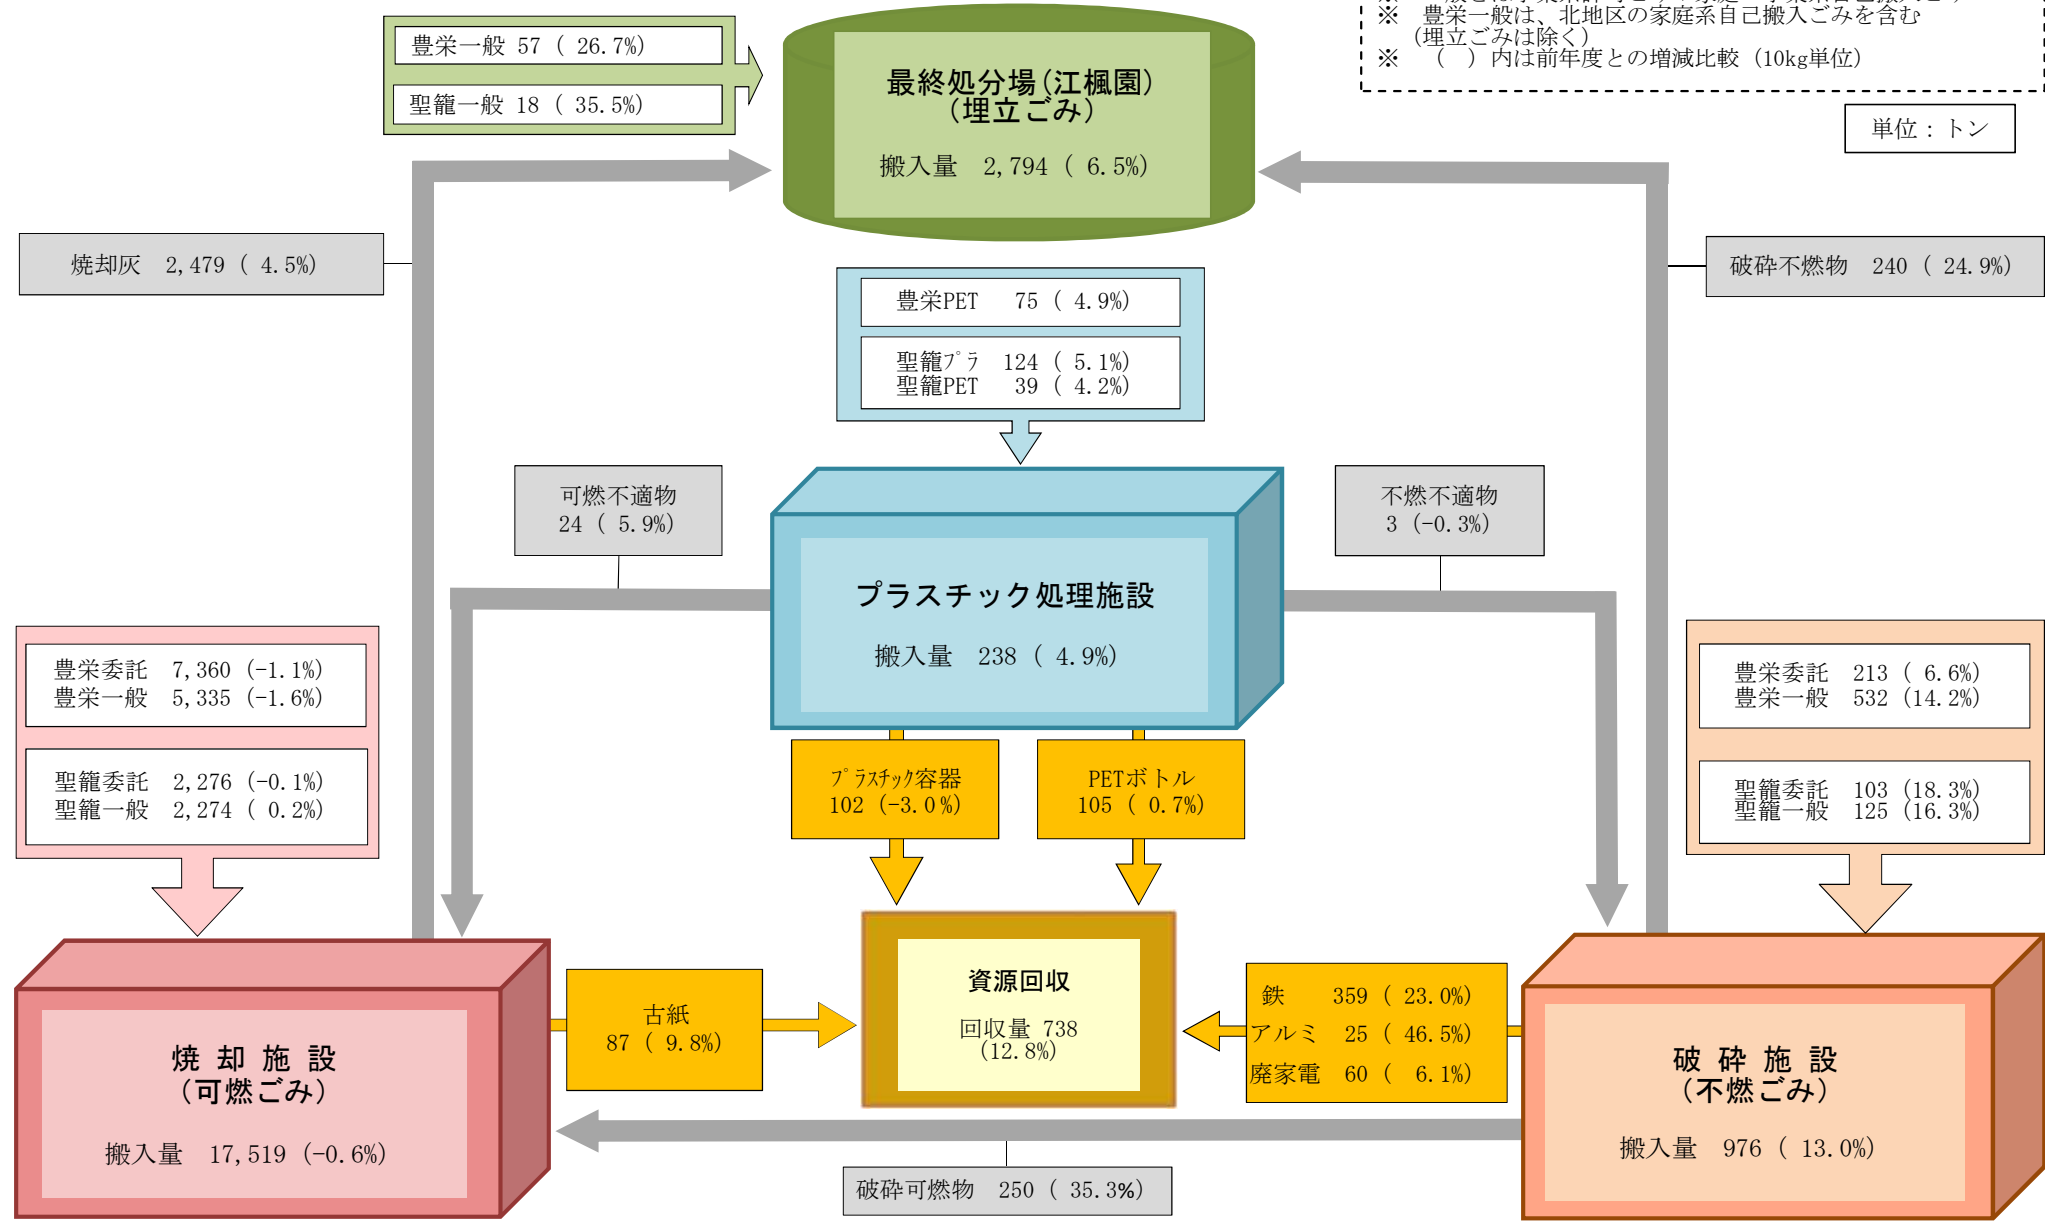 ※　豊栄一般は、北地区の家庭系自己搬入ごみを含む
（埋立ごみは除く）
※　（　）内は前年度との増減比較（10kg単位）
単位：トン
豊栄一般 57 ( 26.7%)
聖籠一般 18 ( 35.5%)
最終処分場(江楓園)
(埋立ごみ)
搬入量　2,794 ( 6.5%)
焼却灰　2,479 ( 4.5%)
破砕不燃物　240 ( 24.9%)
豊栄PET　75 ( 4.9%)
聖籠ﾌﾟﾗ　124 ( 5.1%)
聖籠PET　39 ( 4.2%)
可燃不適物
24 ( 5.9%)
不燃不適物
3 (-0.3%)
プラスチック処理施設
搬入量　238 ( 4.9%)
豊栄委託　7,360 (-1.1%)
豊栄一般　5,335 (-1.6%)
聖籠委託　2,276 (-0.1%)
聖籠一般　2,274 ( 0.2%)
豊栄委託　213 ( 6.6%)
豊栄一般　532 (14.2%)
聖籠委託　103 (18.3%)
聖籠一般　125 (16.3%)
ﾌﾟﾗｽﾁｯｸ容器
102 (-3.0%)
PETボトル
105 ( 0.7%)
古紙
87 ( 9.8%)
資源回収
回収量 738
(12.8%)
鉄　359 ( 23.0%)
アルミ　25 ( 46.5%)
廃家電　60 (　6.1%)
焼 却 施 設
(可燃ごみ)
搬入量　17,519 (-0.6%)
破 砕 施 設
(不燃ごみ)
搬入量　976 ( 13.0%)
破砕可燃物　250 ( 35.3%)